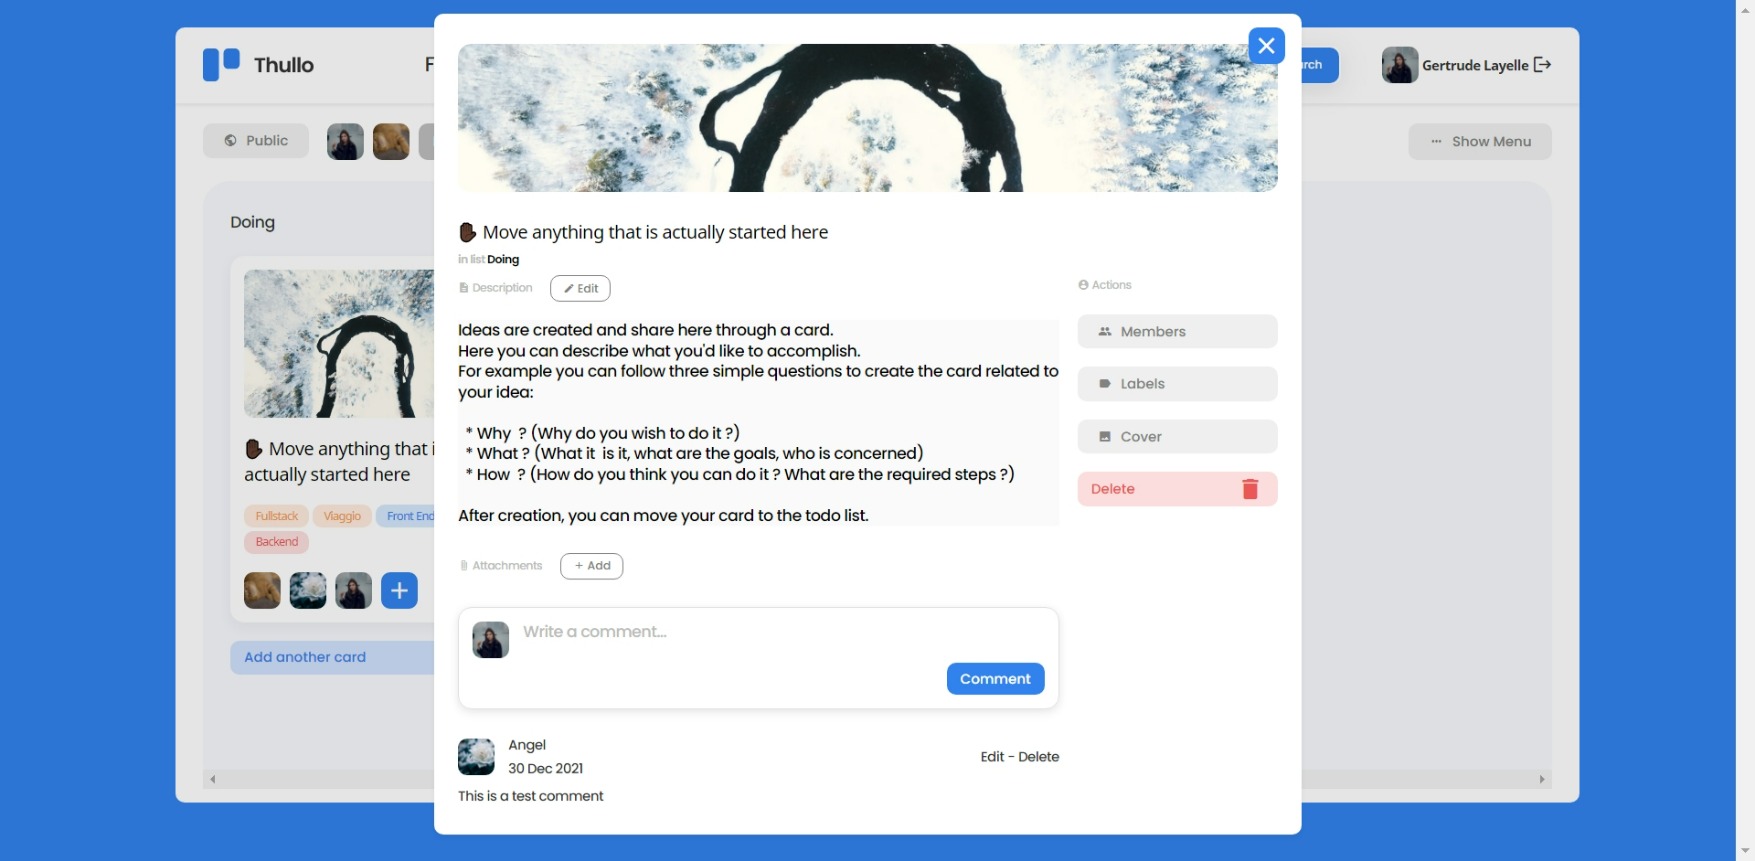 Thullo
F
rch
Gertrude Layelle
Public
Show Menu
Doing
Move anything that i
actually started here
Fullstack Viaggio Front End
Backend
Add another card
Move anything that is actually started here
in list Doing
Description
Edit
Ideas are created and share here through a card.
Here you can describe what you'd like to accomplish.
For example you can follow three simple questions to create the card related to
your idea:
* Why ? (Why do you wish to do it ?)
* What ? (What it is it, what are the goals, who is concerned)
* How ? (How do you think you can do it ? What are the required steps ?)
After creation, you can move your card to the todo list.
Attachments
+ Add
Write a comment...
Comment
Angel
30 Dec 2021
Edit - Delete
This is a test comment
Actions
Members
Labels
Cover
Delete